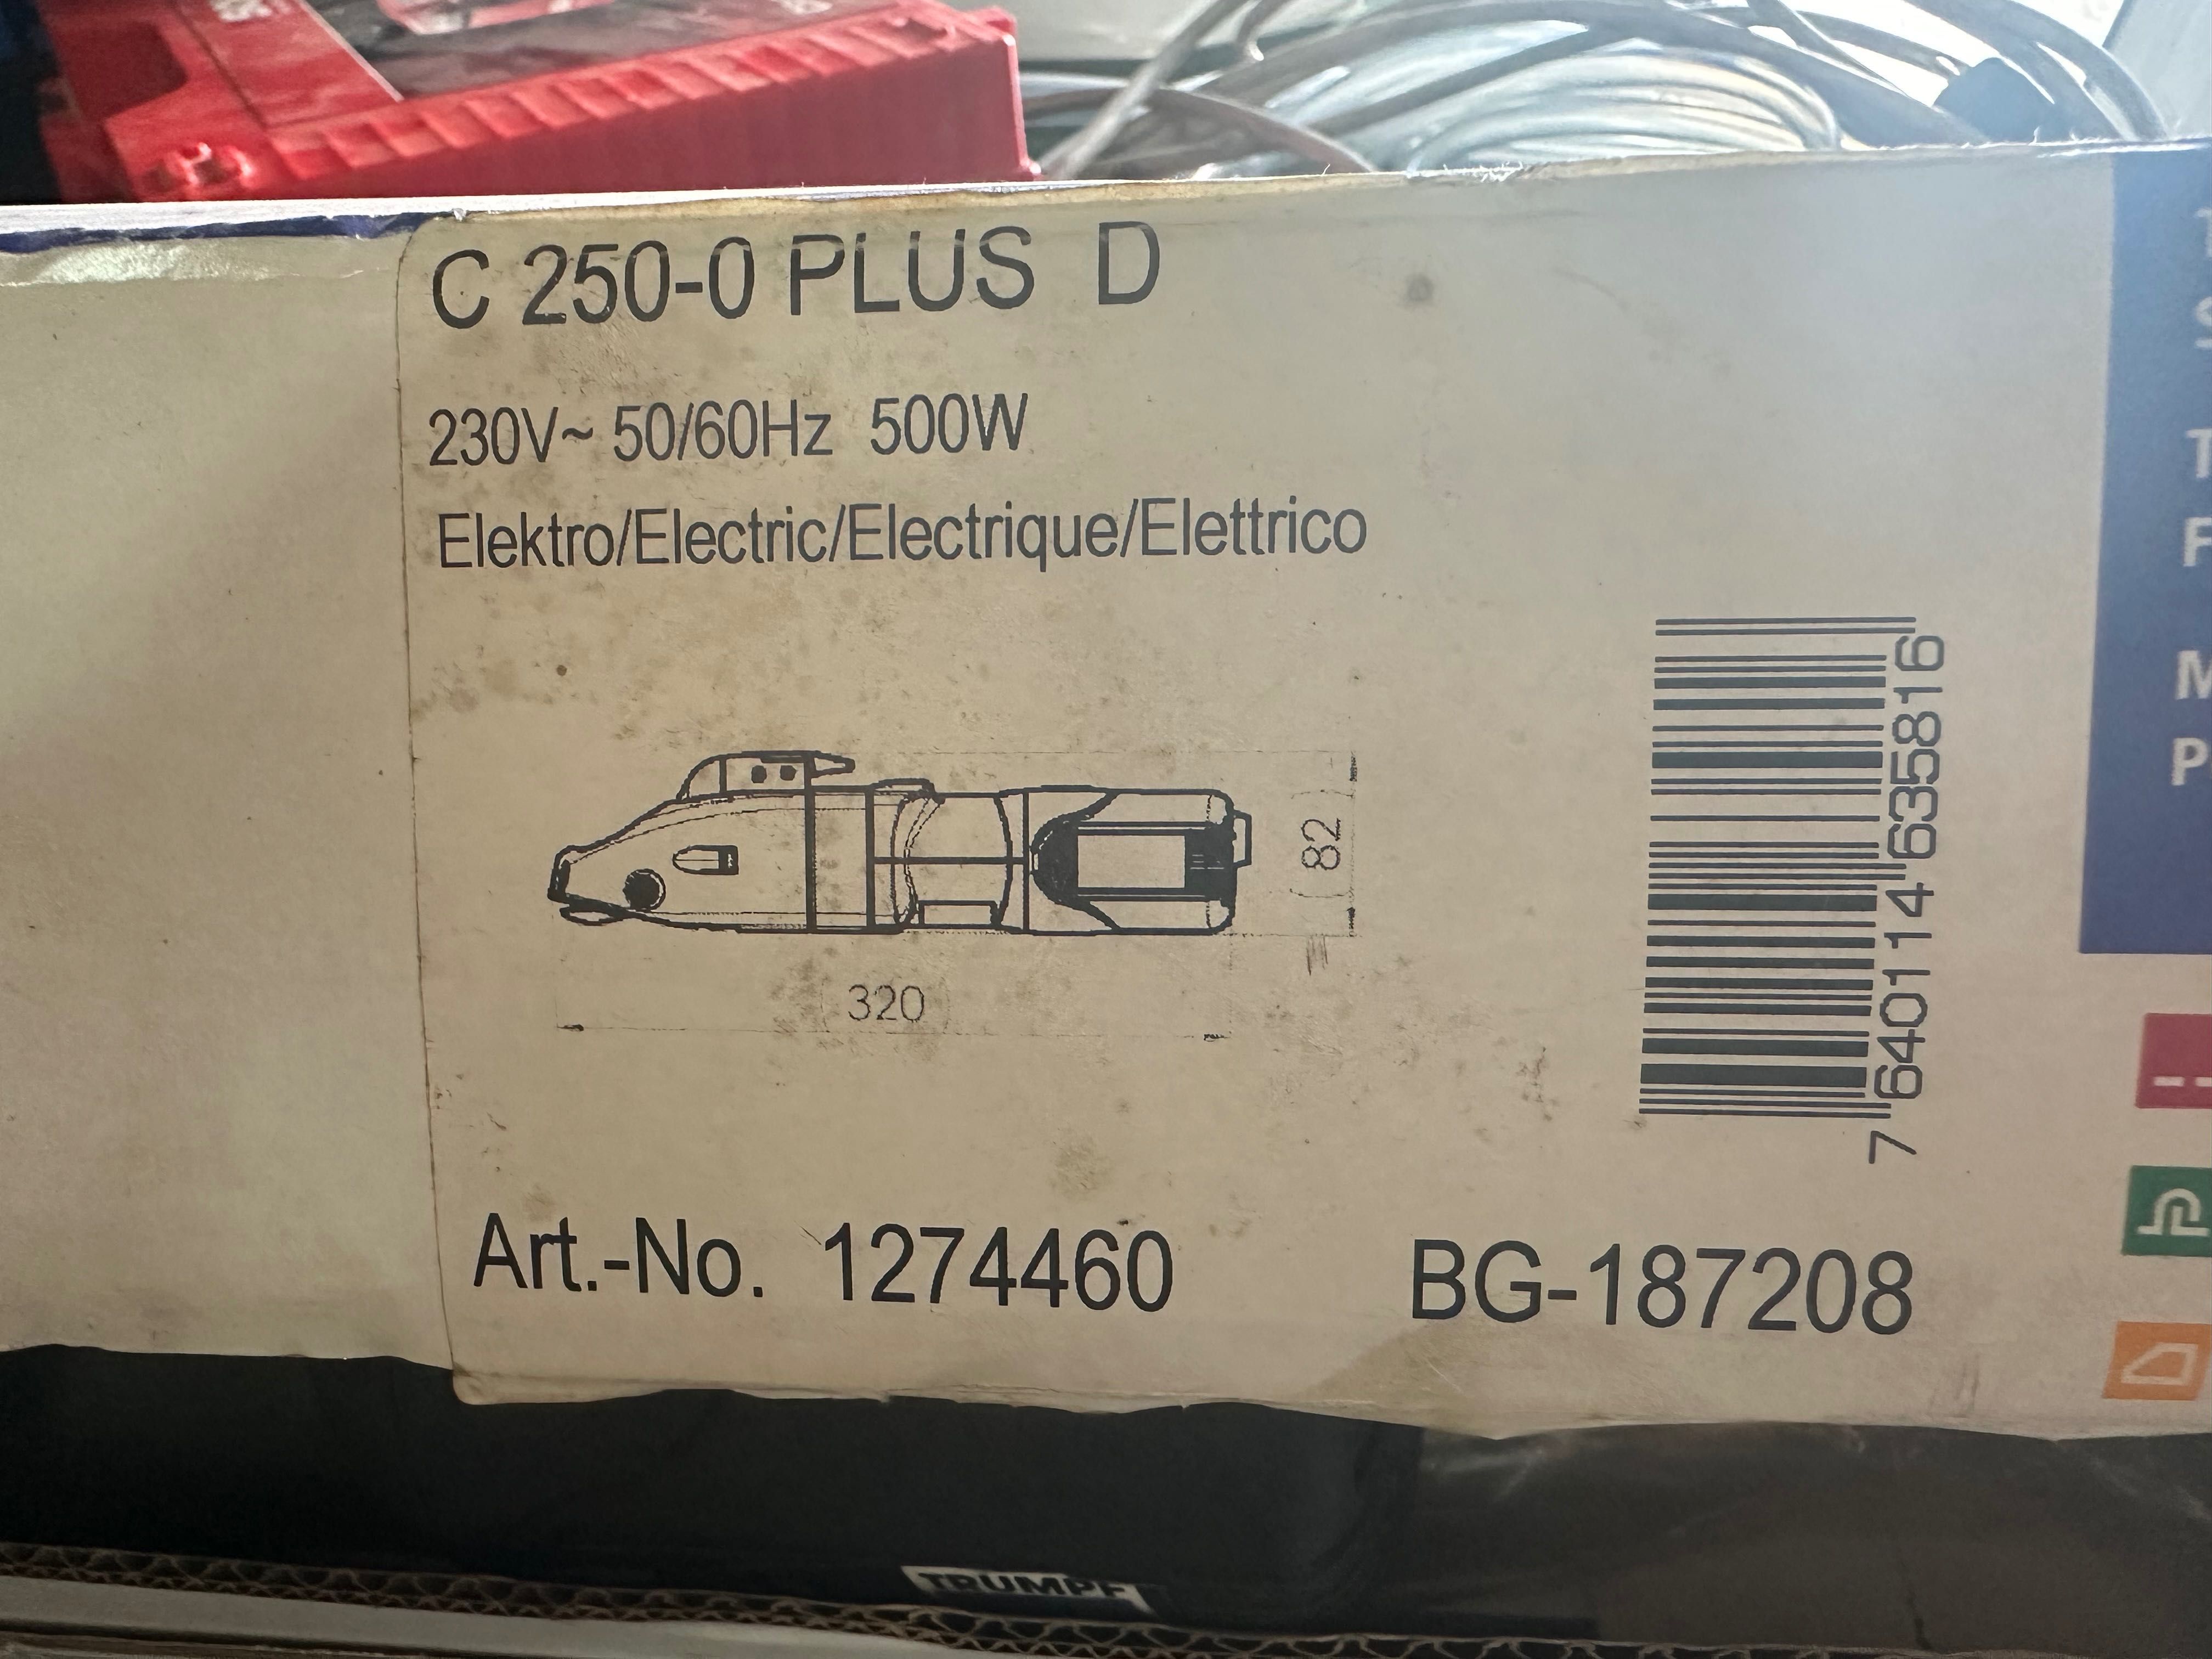 C 250-0 PLUS D
230V~ 50/60Hz 500W
Elektro/Electric/Electrique/Elettrico
(82)
(320)
7 640114 635816
Art.-No. 1274460
BG-187208
TRUMPF